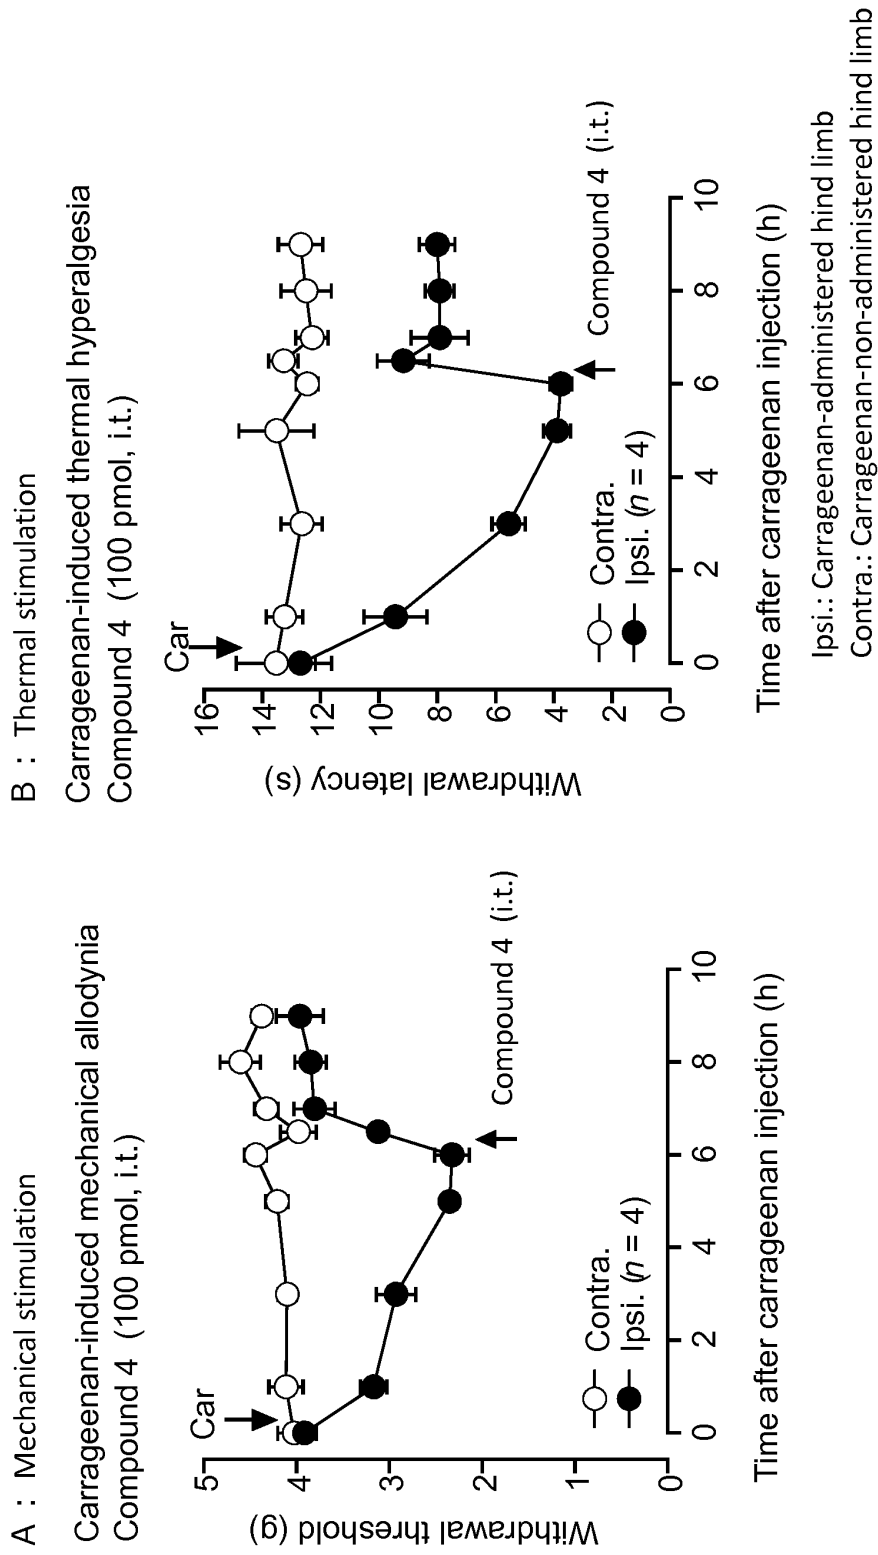 A : Mechanical stimulation
Carrageenan-induced mechanical allodynia
Compound 4 (100 pmol, i.t.)
Car
Withdrawal threshold (g)
5
4
3
2
1
0
Contra.
Ipsi. (n = 4)
Compound 4 (i.t.)
0 2 4 6 8 10
Time after carrageenan injection (h)
B : Thermal stimulation
Carrageenan-induced thermal hyperalgesia
Compound 4 (100 pmol, i.t.)
Car
Withdrawal latency (s)
16
14
12
10
8
6
4
2
0
Contra.
Ipsi. (n = 4)
Compound 4 (i.t.)
0 2 4 6 8 10
Time after carrageenan injection (h)
Ipsi.: Carrageenan-administered hind limb
Contra.: Carrageenan-non-administered hind limb